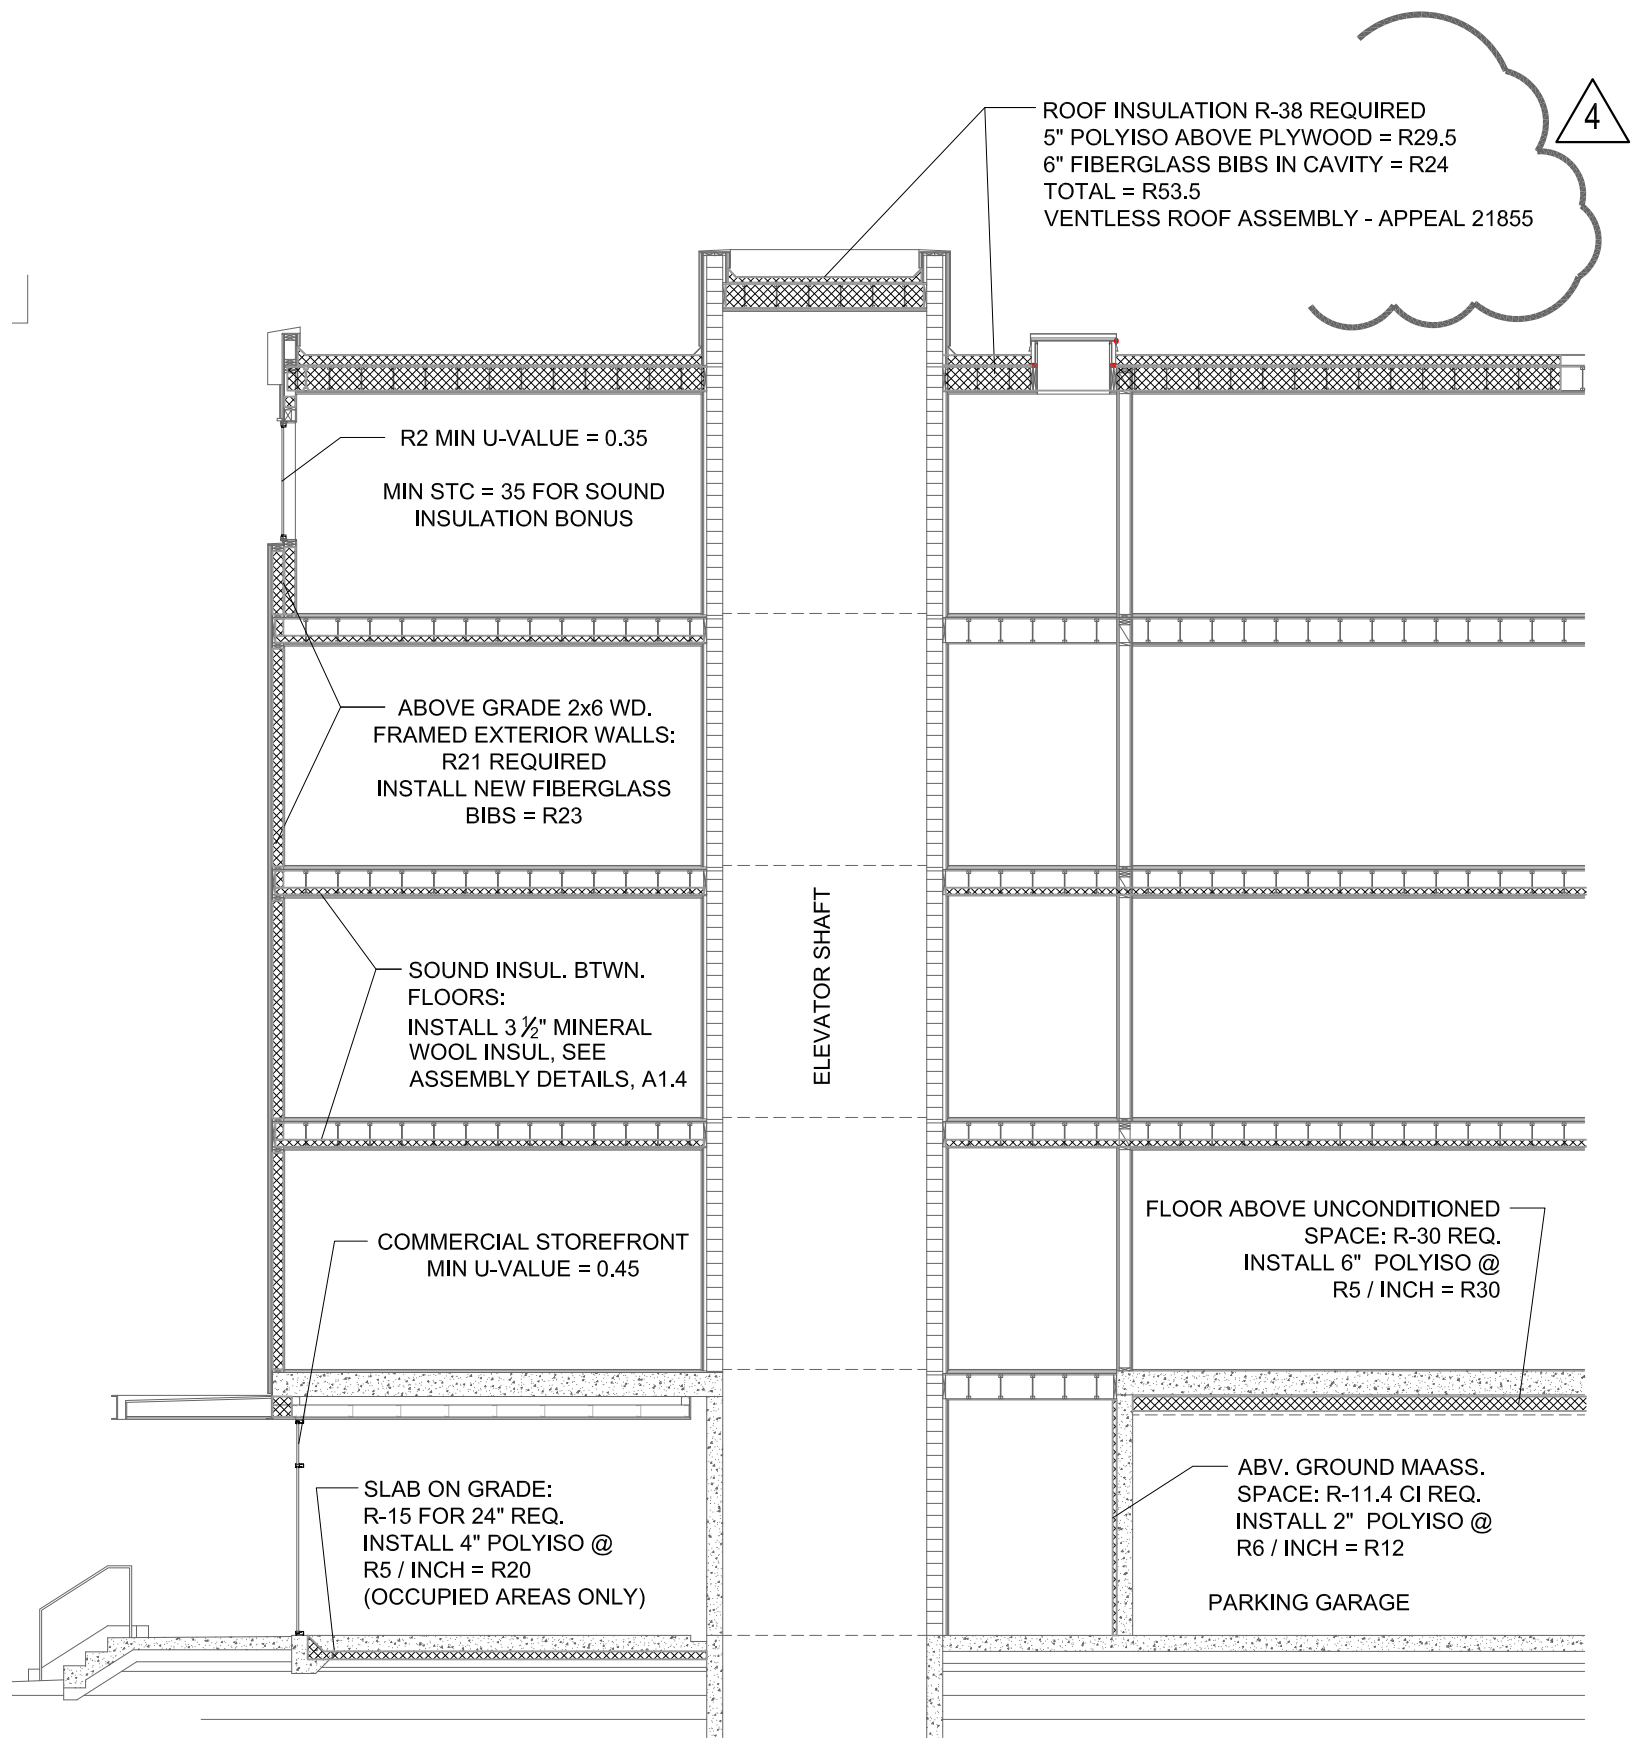 ROOF INSULATION R-38 REQUIRED
5" POLYISO ABOVE PLYWOOD = R29.5
6" FIBERGLASS BIBS IN CAVITY = R24
TOTAL = R53.5
VENTLESS ROOF ASSEMBLY - APPEAL 21855
4
R2 MIN U-VALUE = 0.35
MIN STC = 35 FOR SOUND
INSULATION BONUS
ABOVE GRADE 2x6 WD.
FRAMED EXTERIOR WALLS:
R21 REQUIRED
INSTALL NEW FIBERGLASS
BIBS = R23
SOUND INSUL. BTWN.
FLOORS:
INSTALL 3 ½" MINERAL
WOOL INSUL, SEE
ASSEMBLY DETAILS, A1.4
ELEVATOR SHAFT
COMMERCIAL STOREFRONT
MIN U-VALUE = 0.45
FLOOR ABOVE UNCONDITIONED
SPACE: R-30 REQ.
INSTALL 6" POLYISO @
R5 / INCH = R30
SLAB ON GRADE:
R-15 FOR 24" REQ.
INSTALL 4" POLYISO @
R5 / INCH = R20
(OCCUPIED AREAS ONLY)
ABV. GROUND MAASS.
SPACE: R-11.4 CI REQ.
INSTALL 2" POLYISO @
R6 / INCH = R12
PARKING GARAGE